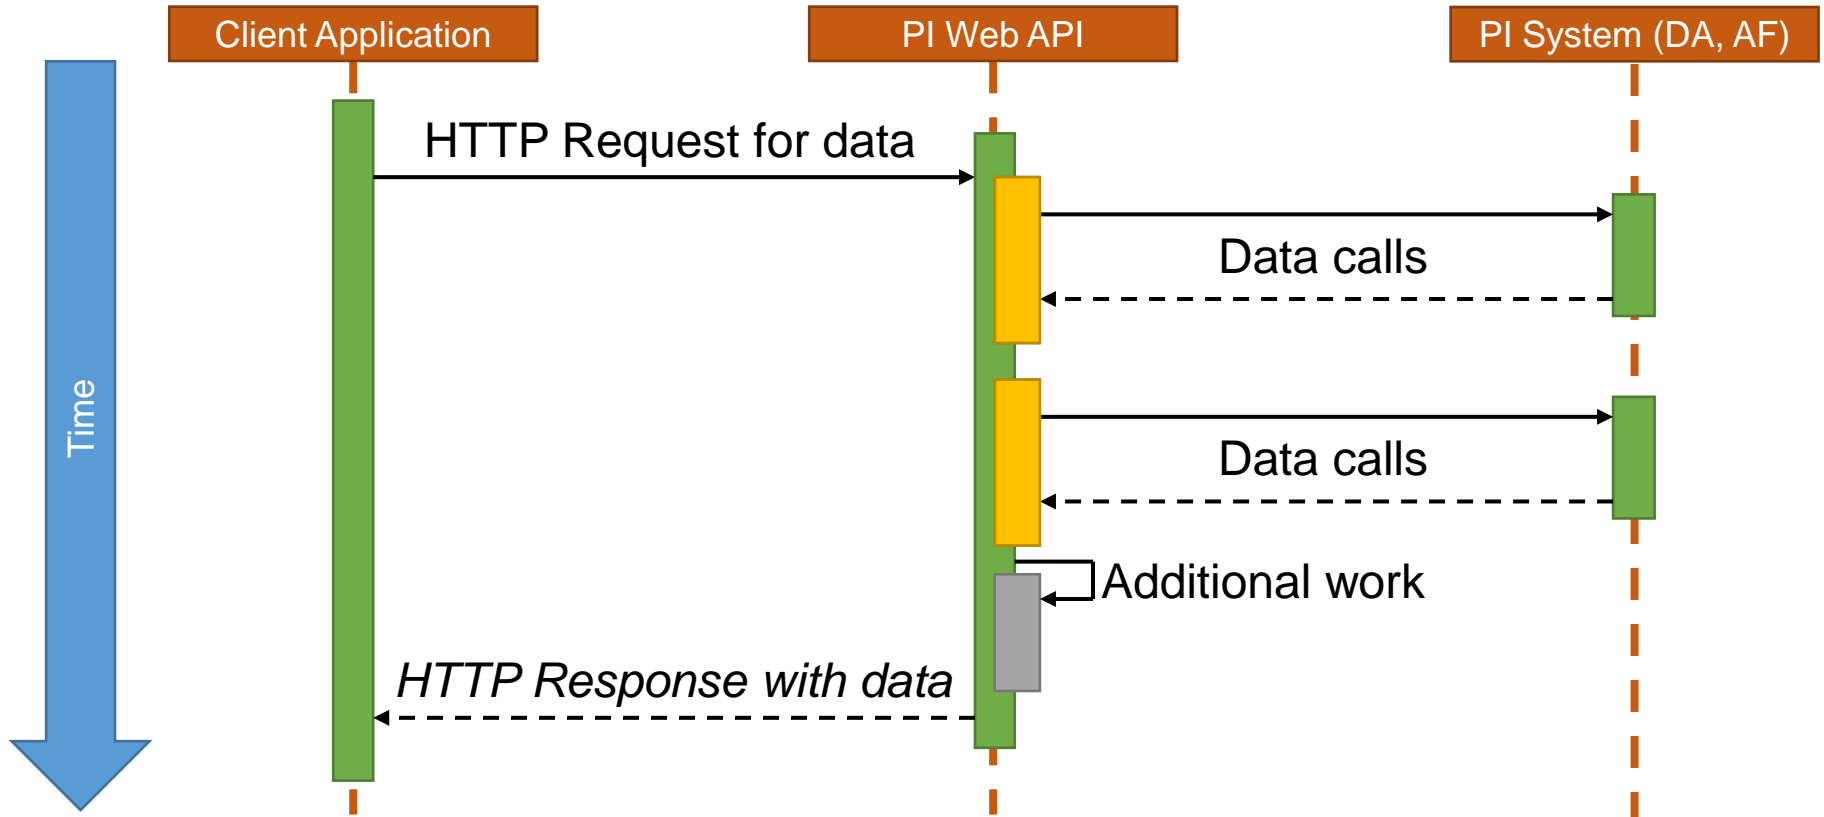 Client Application
PI Web API
PI System (DA, AF)
HTTP Request for data
Data calls
Time
Data calls
Additional work
HTTP Response with data